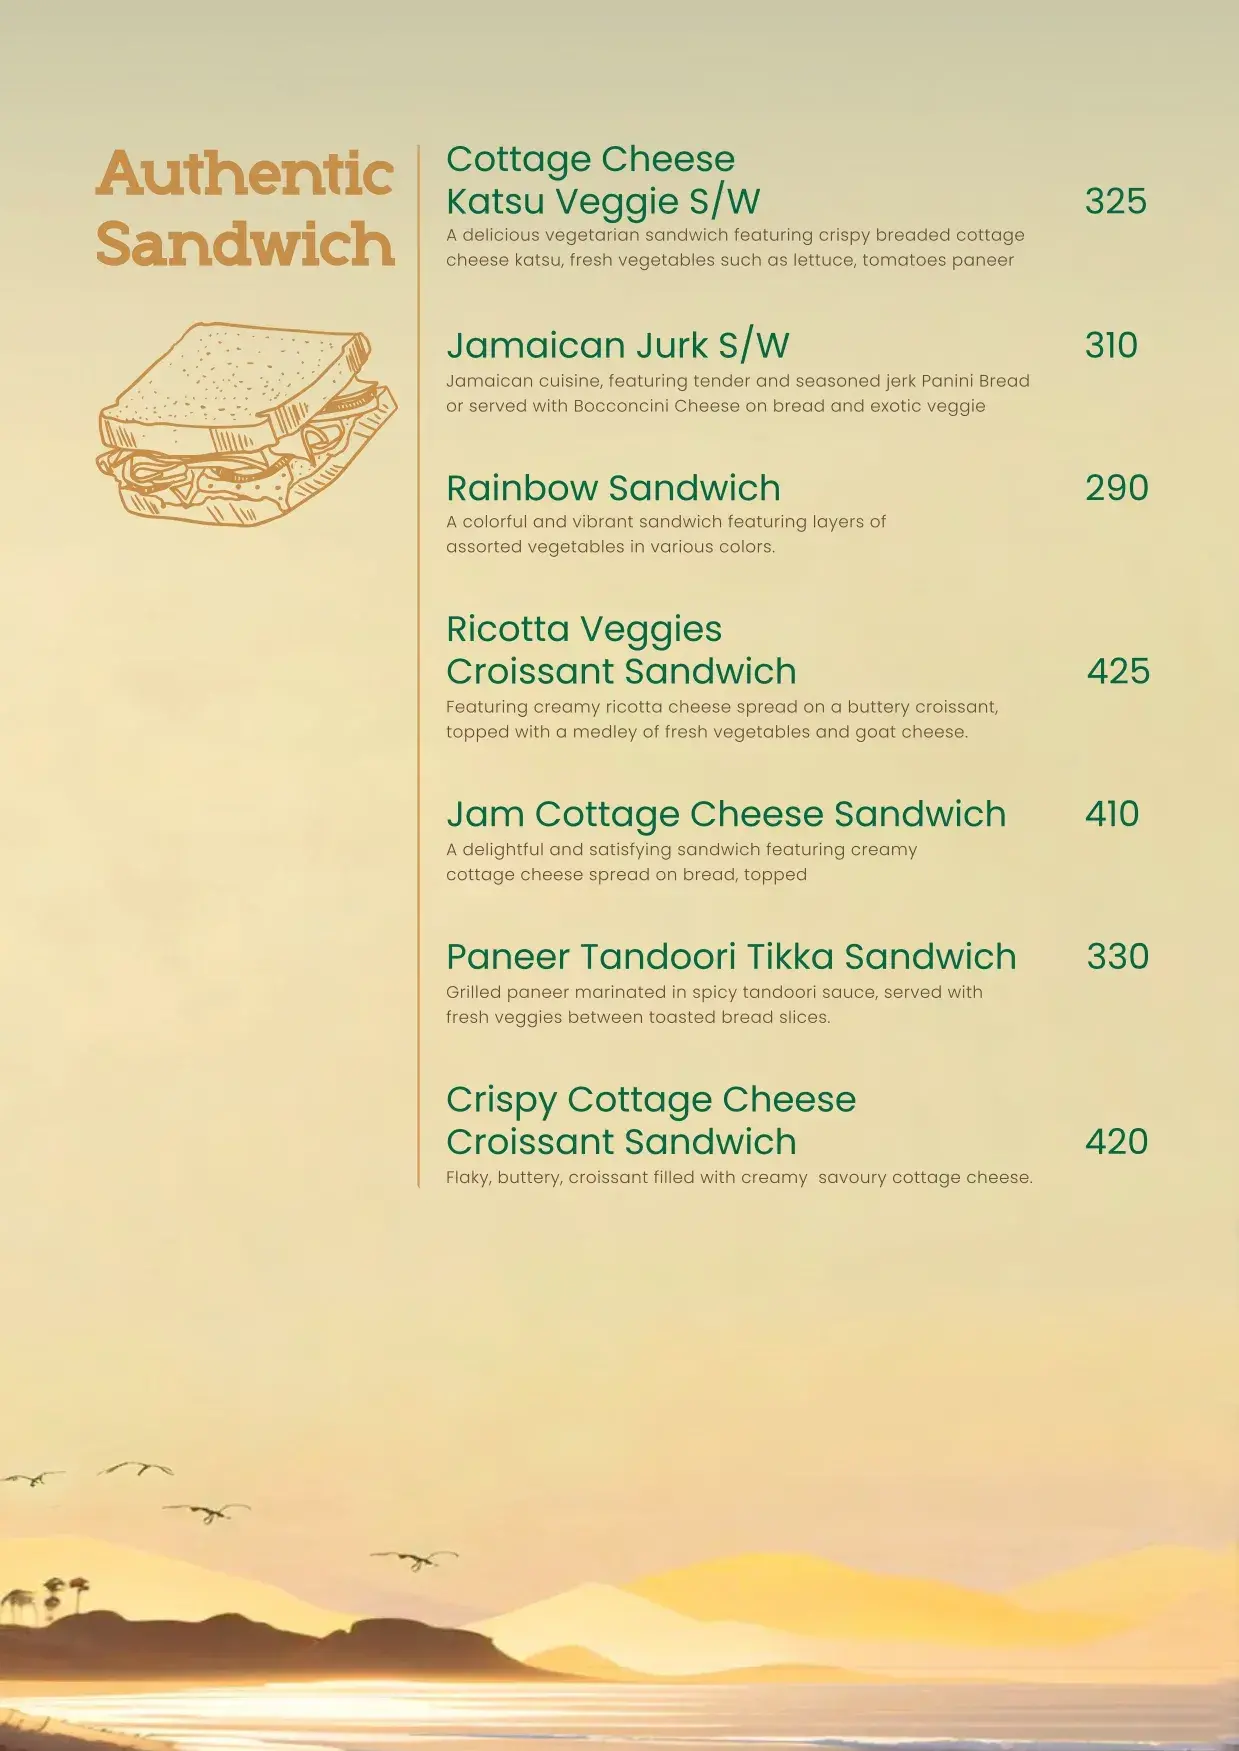 Authentic
Sandwich
Cottage Cheese
Katsu Veggie S/W 325
A delicious vegetarian sandwich featuring crispy breaded cottage
cheese katsu, fresh vegetables such as lettuce, tomatoes paneer
Jamaican Jurk S/W 310
Jamaican cuisine, featuring tender and seasoned jerk Panini Bread
or served with Bocconcini Cheese on bread and exotic veggie
Rainbow Sandwich 290
A colorful and vibrant sandwich featuring layers of
assorted vegetables in various colors.
Ricotta Veggies
Croissant Sandwich 425
Featuring creamy ricotta cheese spread on a buttery croissant,
topped with a medley of fresh vegetables and goat cheese.
Jam Cottage Cheese Sandwich 410
A delightful and satisfying sandwich featuring creamy
cottage cheese spread on bread, topped
Paneer Tandoori Tikka Sandwich 330
Grilled paneer marinated in spicy tandoori sauce, served with
fresh veggies between toasted bread slices.
Crispy Cottage Cheese
Croissant Sandwich 420
Flaky, buttery, croissant filled with creamy  savoury cottage cheese.